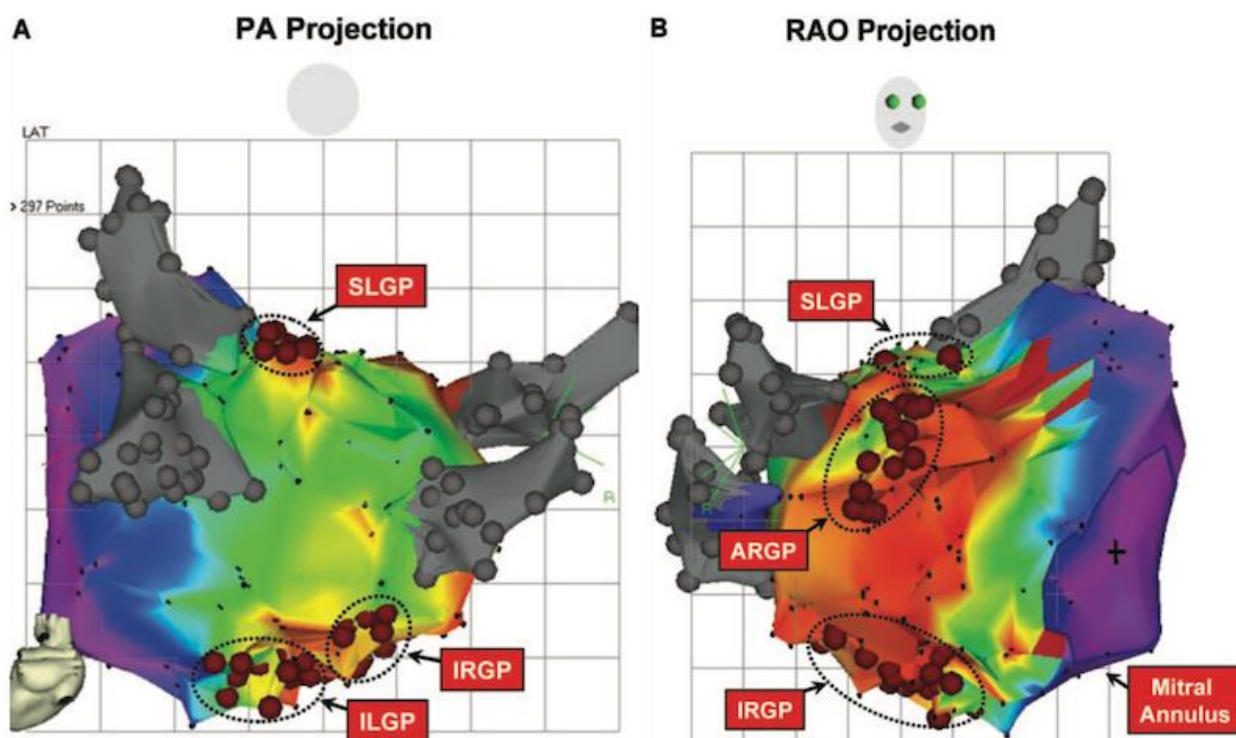 A
PA Projection
LAT
> 297 Points
SLGP
R
IRGP
ILGP
B
RAO Projection
SLGP
R
ARGP
IRGP
Mitral
Annulus